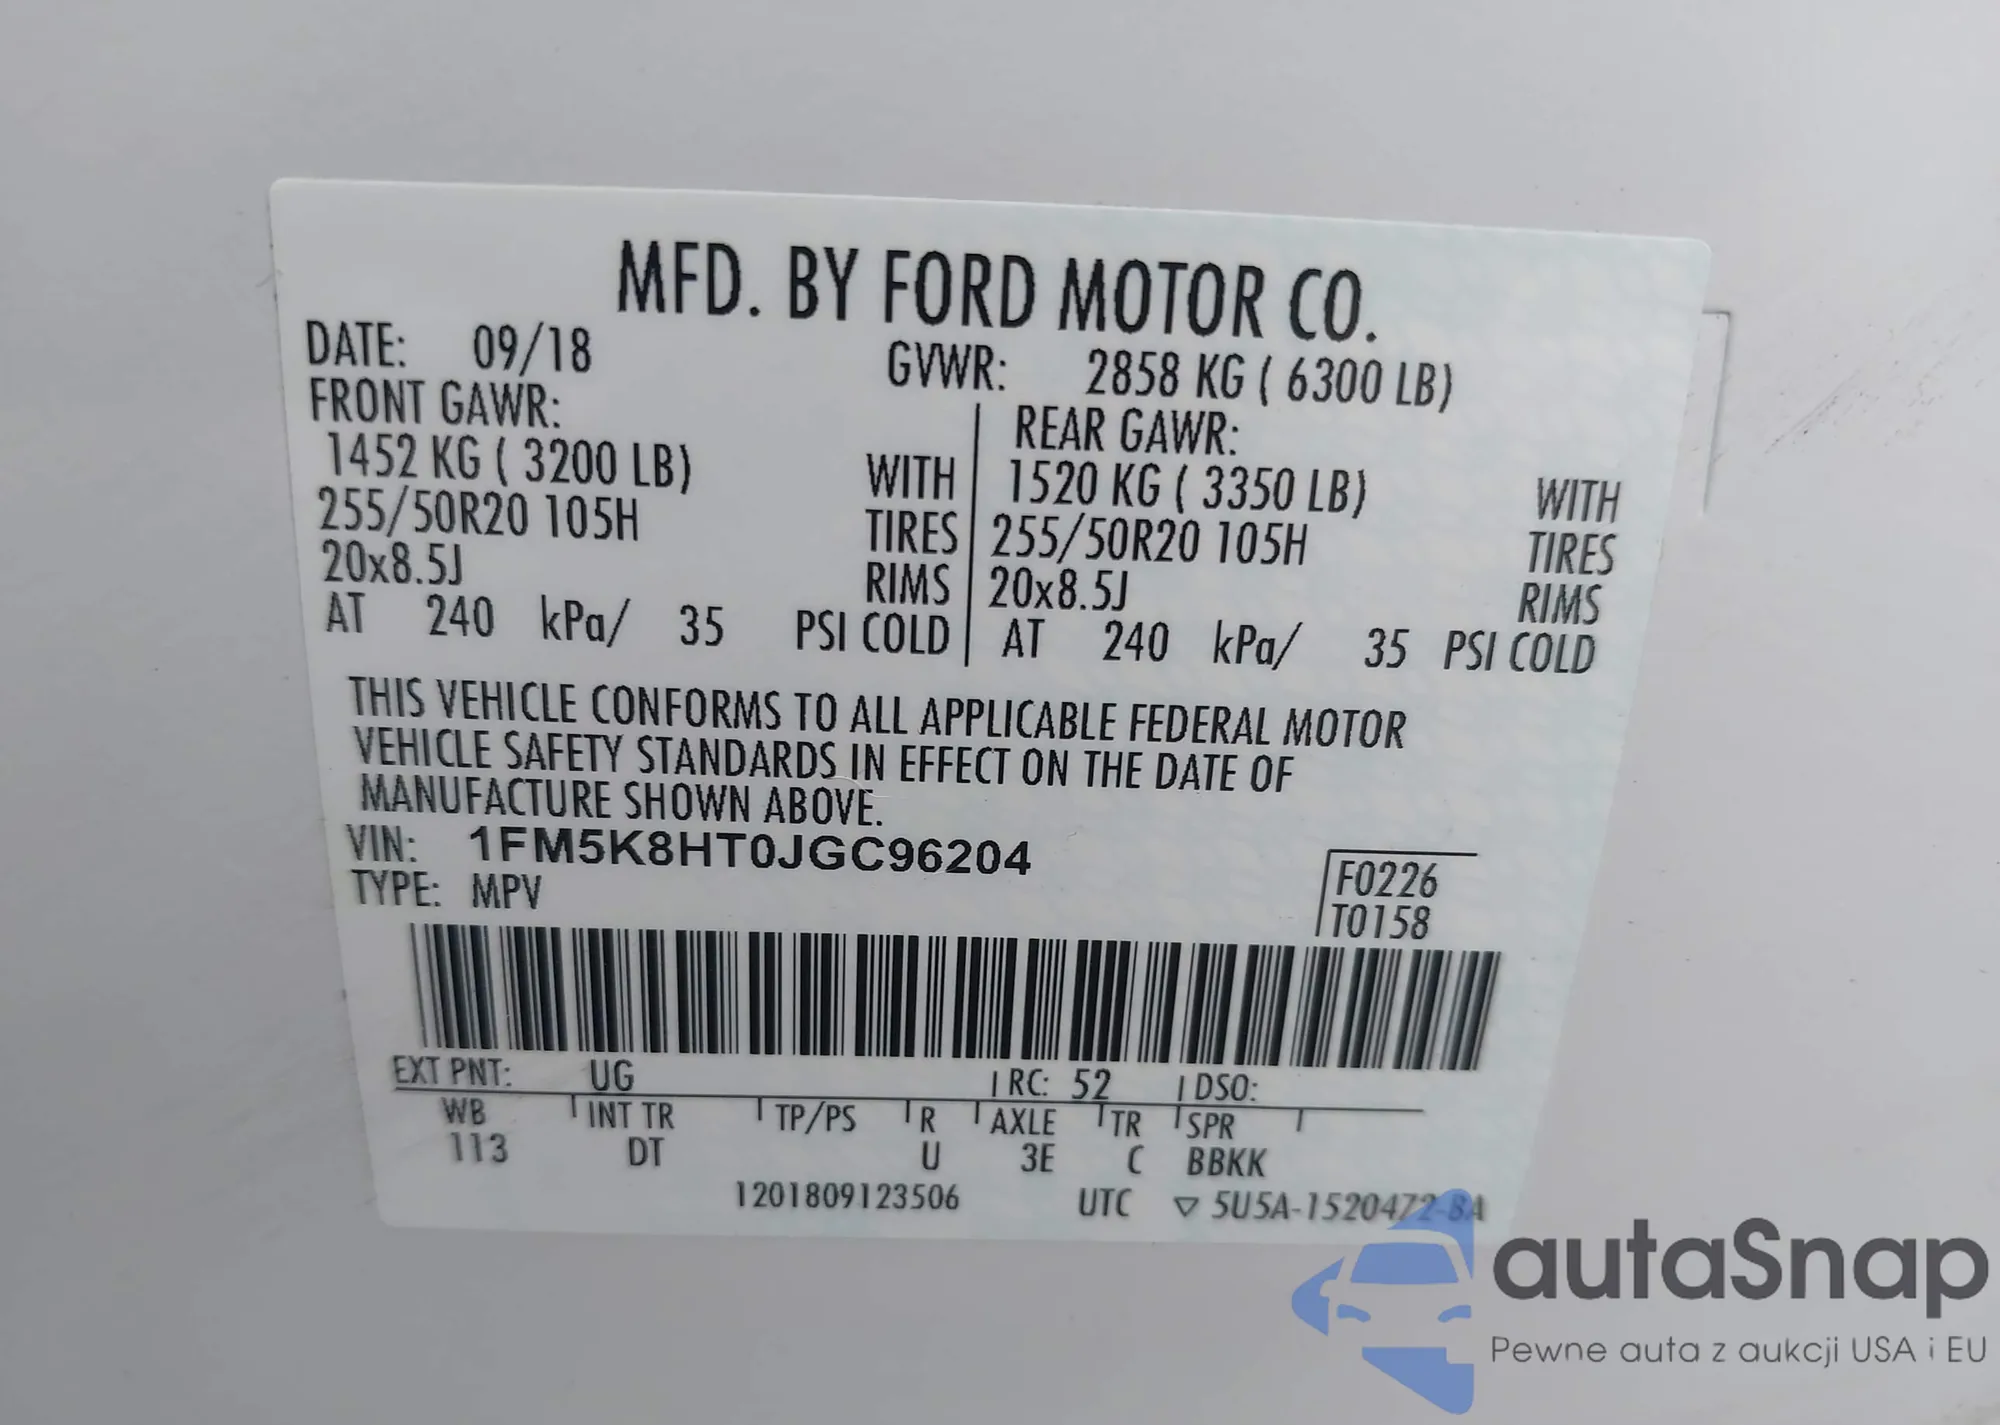 MFD. BY FORD MOTOR CO.
DATE: 09/18 GVWR: 2858 KG ( 6300 LB)
FRONT GAWR: REAR GAWR:
1452 KG ( 3200 LB) WITH 1520 KG ( 3350 LB) WITH
255/50R20 105H TIRES 255/50R20 105H TIRES
20x8.5J RIMS 20x8.5J RIMS
AT 240 kPa/ 35 PSI COLD AT 240 kPa/ 35 PSI COLD
THIS VEHICLE CONFORMS TO ALL APPLICABLE FEDERAL MOTOR
VEHICLE SAFETY STANDARDS IN EFFECT ON THE DATE OF
MANUFACTURE SHOWN ABOVE.
VIN: 1FM5K8HT0JGC96204 F0226
TYPE: MPV T0158
EXT PNT: UG RC: 52 DSO:
WB INT TR TP/PS R AXLE TR SPR
113 DT U 3E C BBKK
1201809123506 UTC ▽ 5U5A-1520472-BA
autaSnap
Pewne auta z aukcji USA i EU